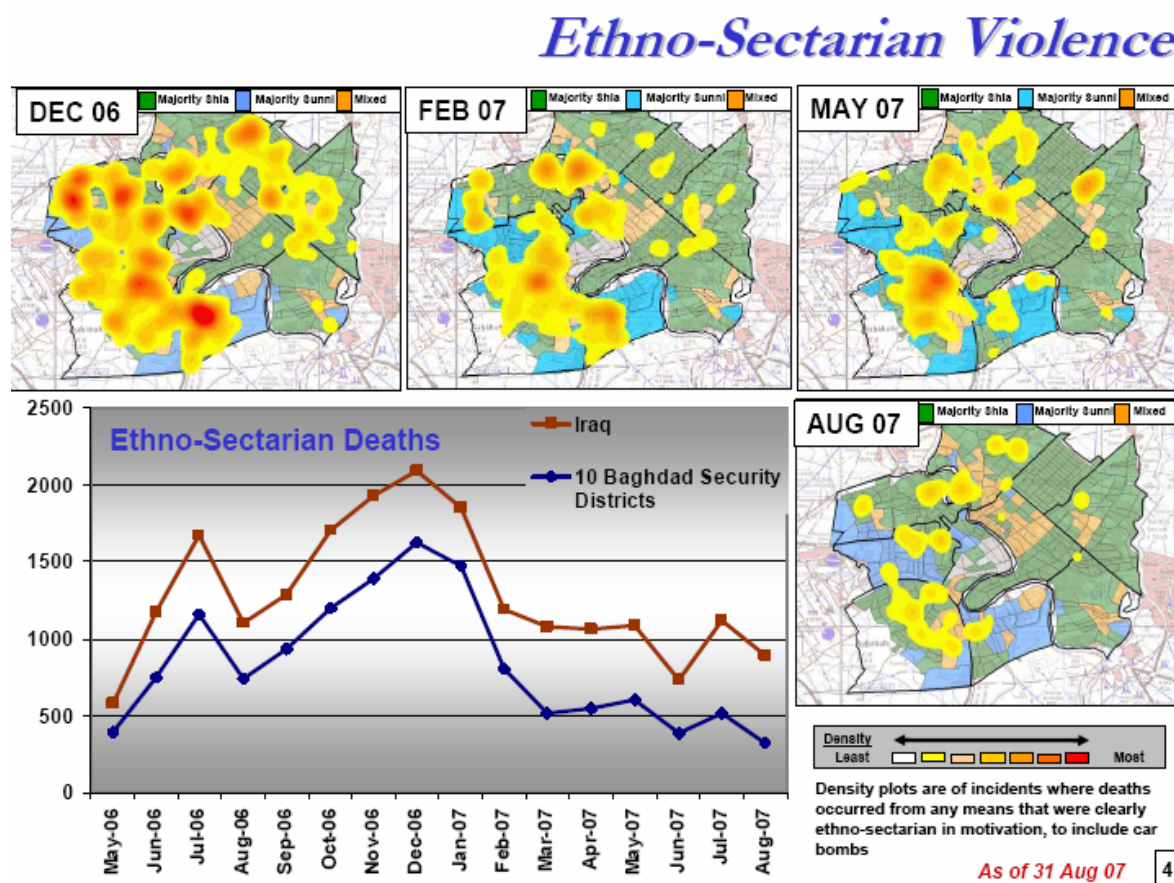 Ethno-Sectarian Violence
DEC 06
Majority Shia Majority Sunni Mixed
FEB 07
Majority Shia Majority Sunni Mixed
MAY 07
Majority Shia Majority Sunni Mixed
2500
2000
1500
1000
500
0
Ethno-Sectarian Deaths
Iraq
10 Baghdad Security
Districts
May-06
Jun-06
Jul-06
Aug-06
Sep-06
Oct-06
Nov-06
Dec-06
Jan-07
Feb-07
Mar-07
Apr-07
May-07
Jun-07
Jul-07
Aug-07
AUG 07
Majority Shia Majority Sunni Mixed
Density
Least Most
Density plots are of incidents where deaths
occurred from any means that were clearly
ethno-sectarian in motivation, to include car
bombs
As of 31 Aug 07
4